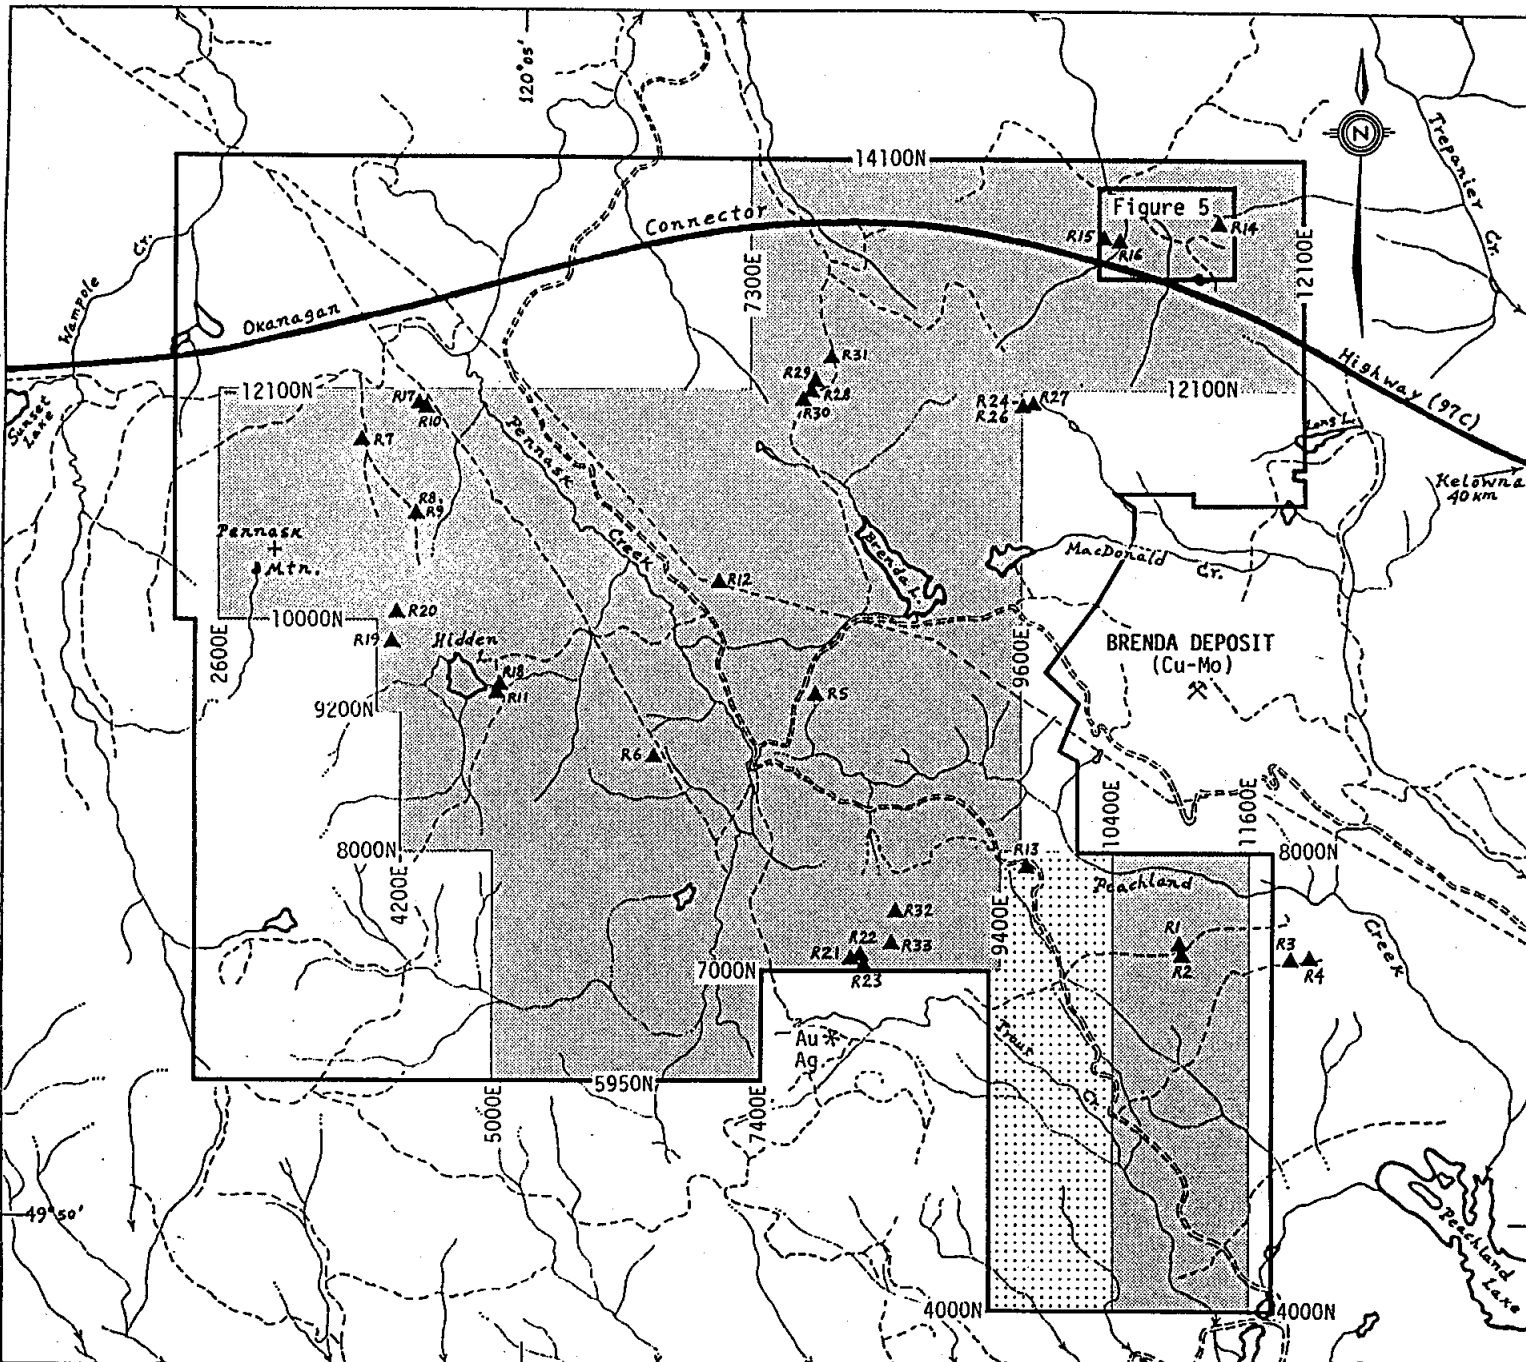 120°05'
Trepanier
Cr.
N
14100N
Figure 5
R14
R15
R16
Connector
Okanagan
Wampole Cr.
7300E
12100E
Highway (97C)
R31
R29
R28
R30
12100N
12100N
R17
R10
R24
R26
R27
Sunset
Lake
Long L.
R7
Kelowna
40 km
R8
R9
Pennask
Creek
Pennask
Mtn.
Brenda L.
MacDonald
Cr.
R12
R20
10000N
R19
Hidden
L.
2600E
9600E
BRENDA DEPOSIT
(Cu-Mo)
R18
R11
R5
9200N
R6
10400E
11600E
8000N
8000N
4200E
R13
Peachland
Creek
9400E
R32
R1
R2
R3
R4
R33
R22
R21
R23
7000N
Au
Ag
Trout
Cr.
5950N
5000E
7400E
49°50'
Peachland
Lake
4000N
4000N